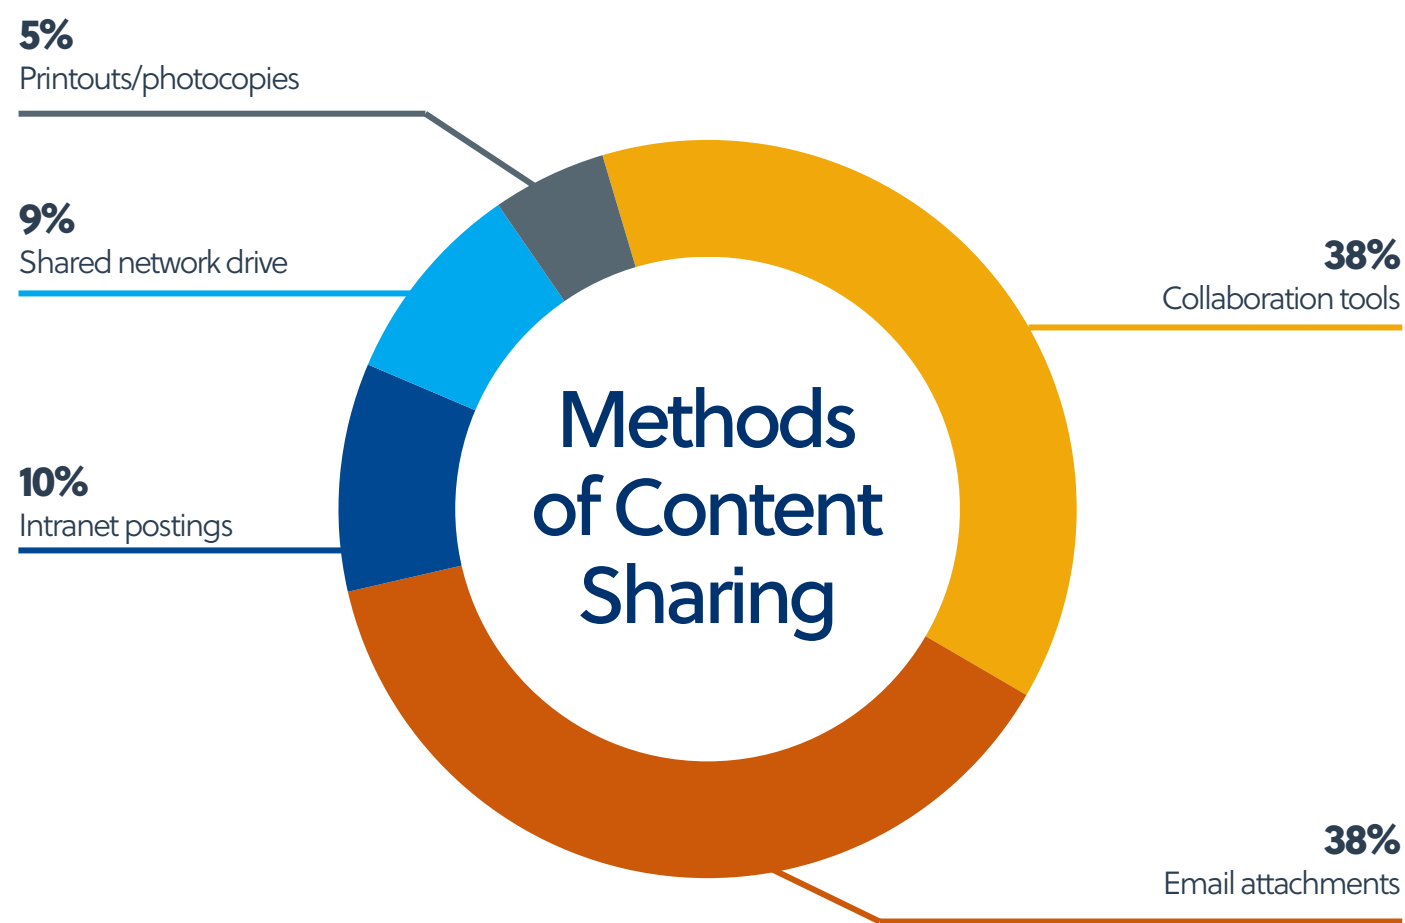 5%
Printouts/photocopies
9%
Shared network drive
10%
Intranet postings
Methods
of Content
Sharing
38%
Collaboration tools
38%
Email attachments